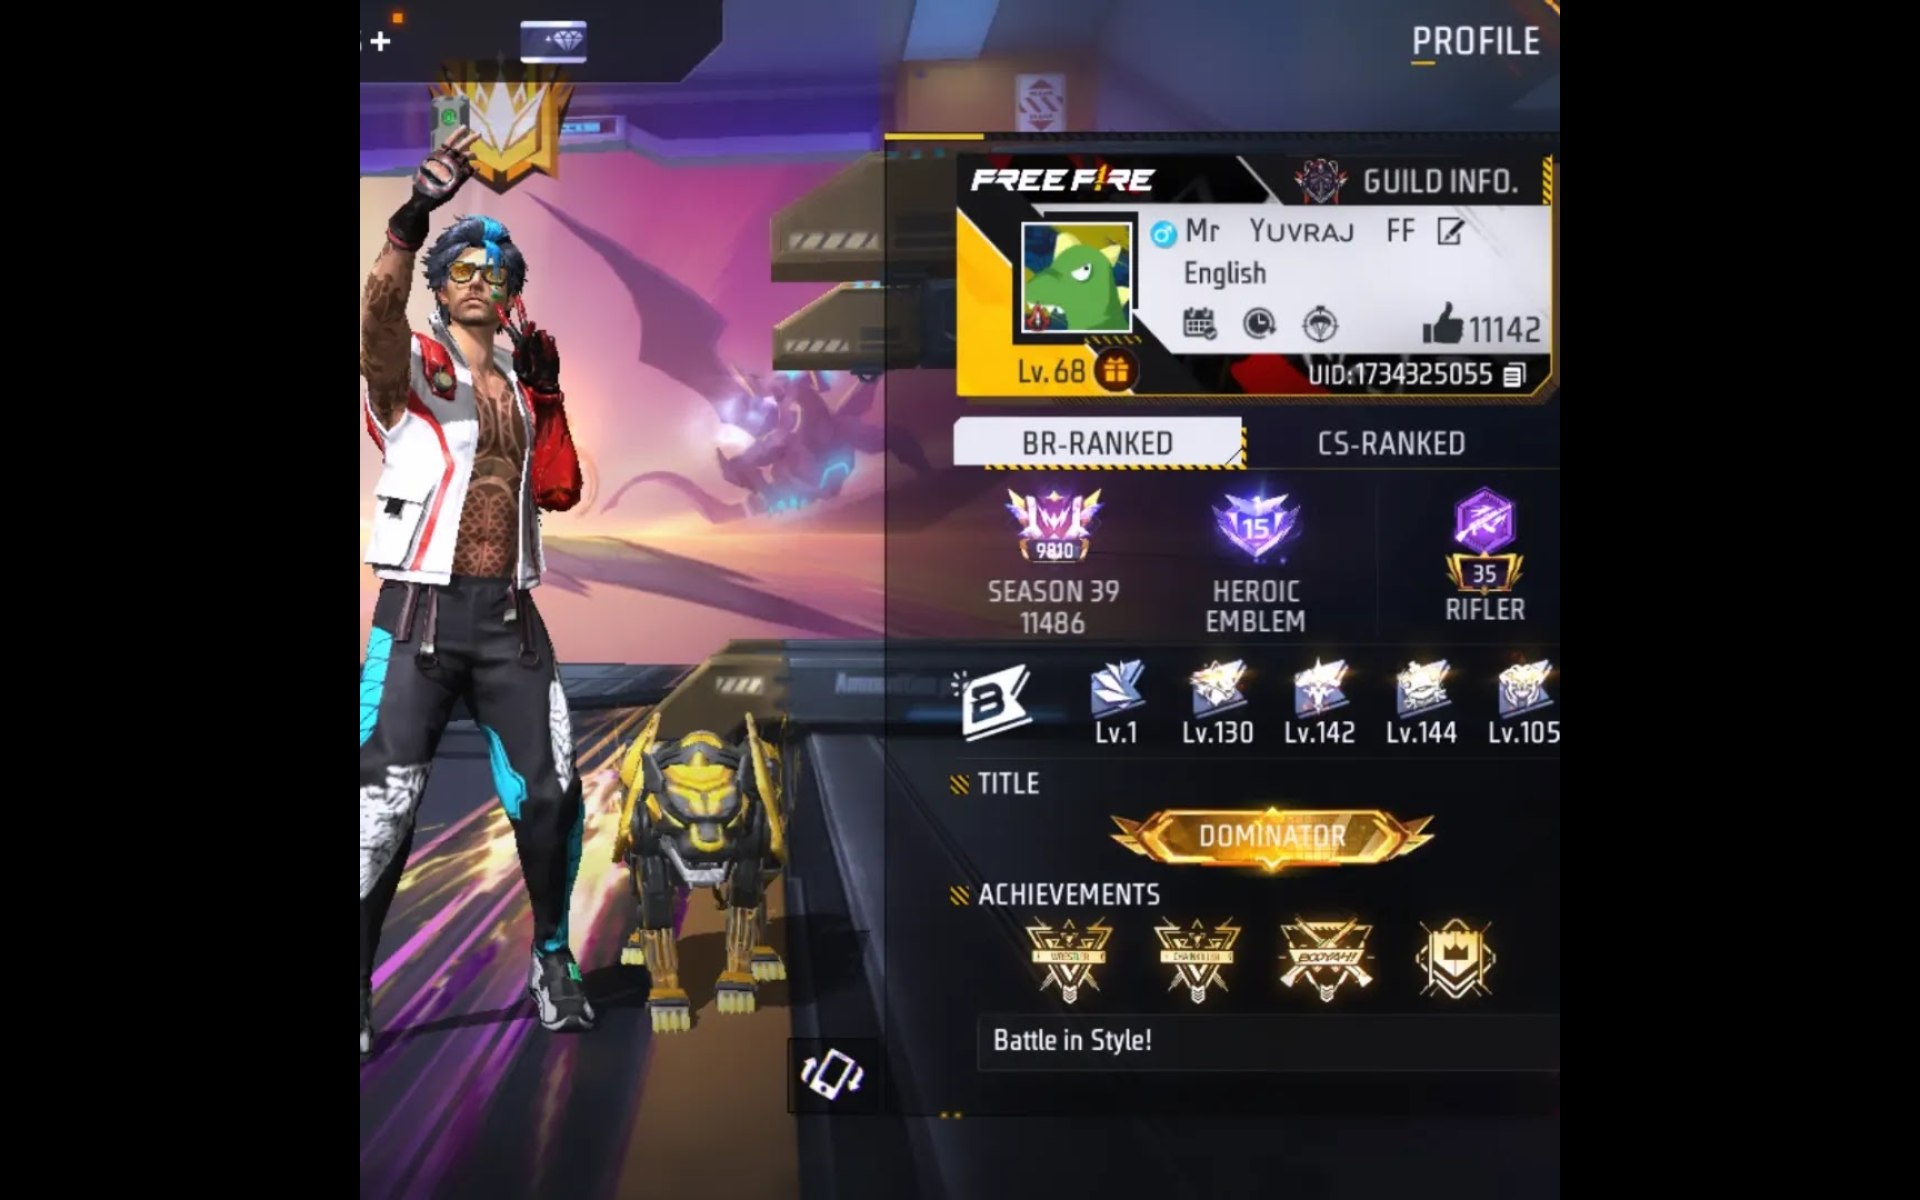 PROFILE
FREE FIRE
GUILD INFO.
Mr YUVRAJ FF
English
11142
Lv. 68
UID:1734325055
BR-RANKED
CS-RANKED
9810
15
35
SEASON 39
11486
HEROIC
EMBLEM
RIFLER
B
Lv.1
Lv.130
Lv.142
Lv.144
Lv.105
TITLE
DOMINATOR
ACHIEVEMENTS
WRESTLER
BOOYAH!
Battle in Style!